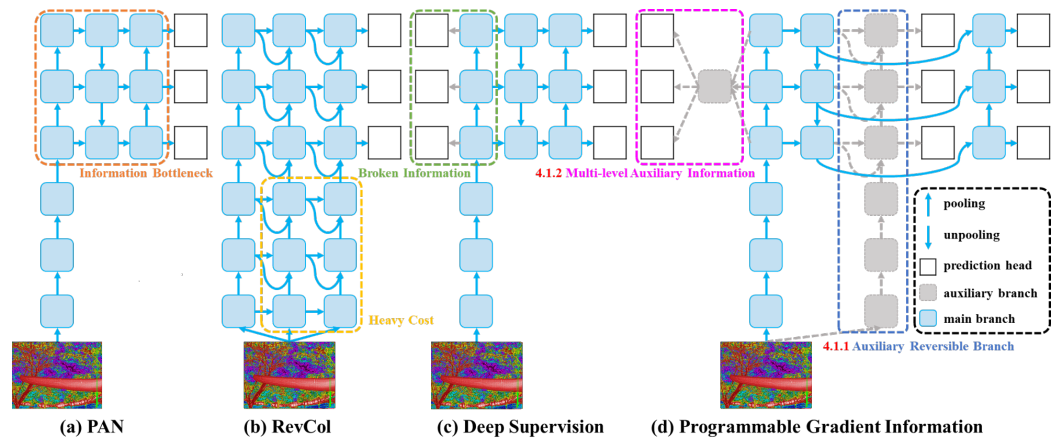 Information Bottleneck
Broken Information
4.1.2 Multi-level Auxiliary Information
Heavy Cost
pooling
unpooling
prediction head
auxiliary branch
main branch
4.1.1 Auxiliary Reversible Branch
(a) PAN
(b) RevCol
(c) Deep Supervision
(d) Programmable Gradient Information